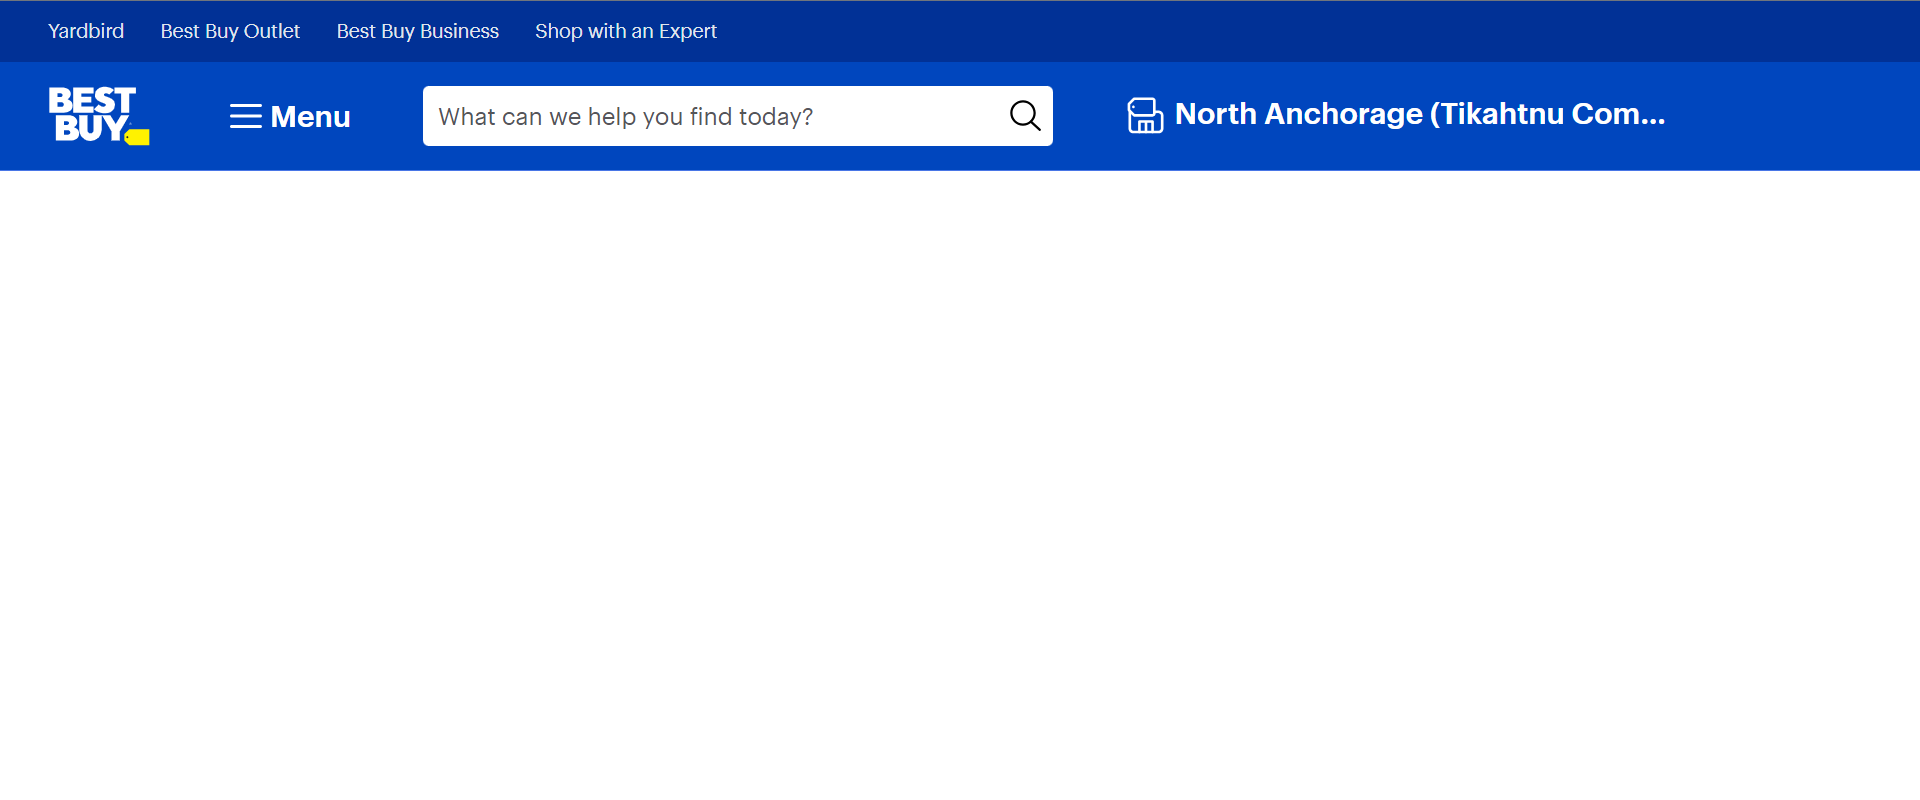 Yardbird Best Buy Outlet Best Buy Business Shop with an Expert
BEST
BUY
Menu
What can we help you find today?
North Anchorage (Tikahtnu Com...